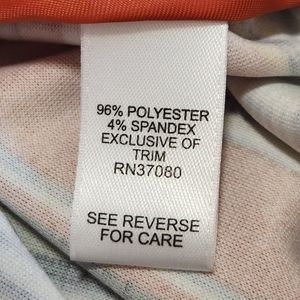 96% POLYESTER
4% SPANDEX
EXCLUSIVE OF
TRIM
RN37080
SEE REVERSE
FOR CARE